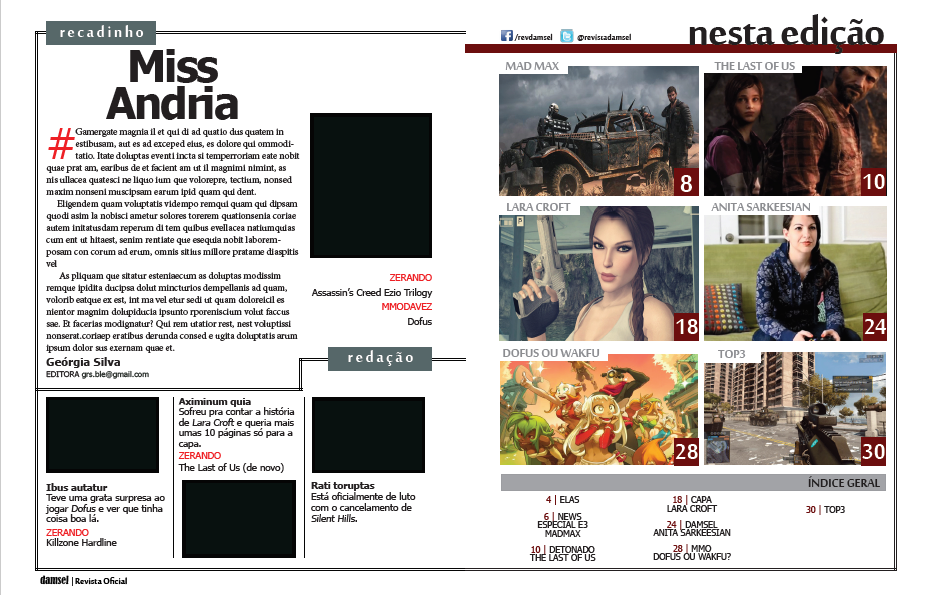 recadinho
Miss
Andria
# Gamergate magnia il et qui di ad quatio dus quatem in
estibusam, aut es ad exceped eius, es dolore qui ommodi-
tatio. Itate doluptas eventi incta si temperroriam eate nobit
quae prat am, earibus de et facient am ut il magnimi nimint, as
nis ullacea quatesci ne liquo ium que volorepre, tectium, nonsed
maxim nonseni muscipsam earum ipid quam qui dent.
Eligendem quam voluptatis vidempo remqui quam qui dipsam
quodi asim la nobisci ametur solores torerem quationsenia coriae
autem initatusdam reperum di tem quibus evellacea natiumquias
cum ent ut hitaest, senim rentiate que esequia nobit laborem-
posam con corum ad erum, omnis sitius millore pratame diaspitis
vel
As pliquam que sitatur esteniaecum as doluptas modissim
remque ipidita ducipsa dolut mincturios dempellanis ad quam,
volorib eatque ex est, int ma vel etur sedi ut quam doloreicil es
nientor magnim dolupiducia ipsunto rporeniscium volut faccus
sae. Et facerias modignatur? Qui rem utatior rest, nest voluptissi
nonserat.coriaep eratibus derunda consed e ugita doluptatis arum
ipsum dolor sus exernam quae et.
Geórgia Silva
EDITORA grs.ble@gmail.com
ZERANDO
Assassin's Creed Ezio Trilogy
MMODAVEZ
Dofus
redação
Ibus autatur
Teve uma grata surpresa ao
jogar Dofus e ver que tinha
coisa boa lá.
ZERANDO
Killzone Hardline
Aximinum quia
Sofreu pra contar a história
de Lara Croft e queria mais
umas 10 páginas só para a
capa.
ZERANDO
The Last of Us (de novo)
Rati toruptas
Está oficialmente de luto
com o cancelamento de
Silent Hills.
damsel | Revista Oficial
/revdamsel
@revistadamsel
nesta edição
MAD MAX
8
THE LAST OF US
10
LARA CROFT
18
ANITA SARKEESIAN
24
DOFUS OU WAKFU
28
TOP3
30
ÍNDICE GERAL
4 | ELAS
6 | NEWS
ESPECIAL E3
MADMAX
10 | DETONADO
THE LAST OF US
18 | CAPA
LARA CROFT
24 | DAMSEL
ANITA SARKEESIAN
28 | MMO
DOFUS OU WAKFU?
30 | TOP3